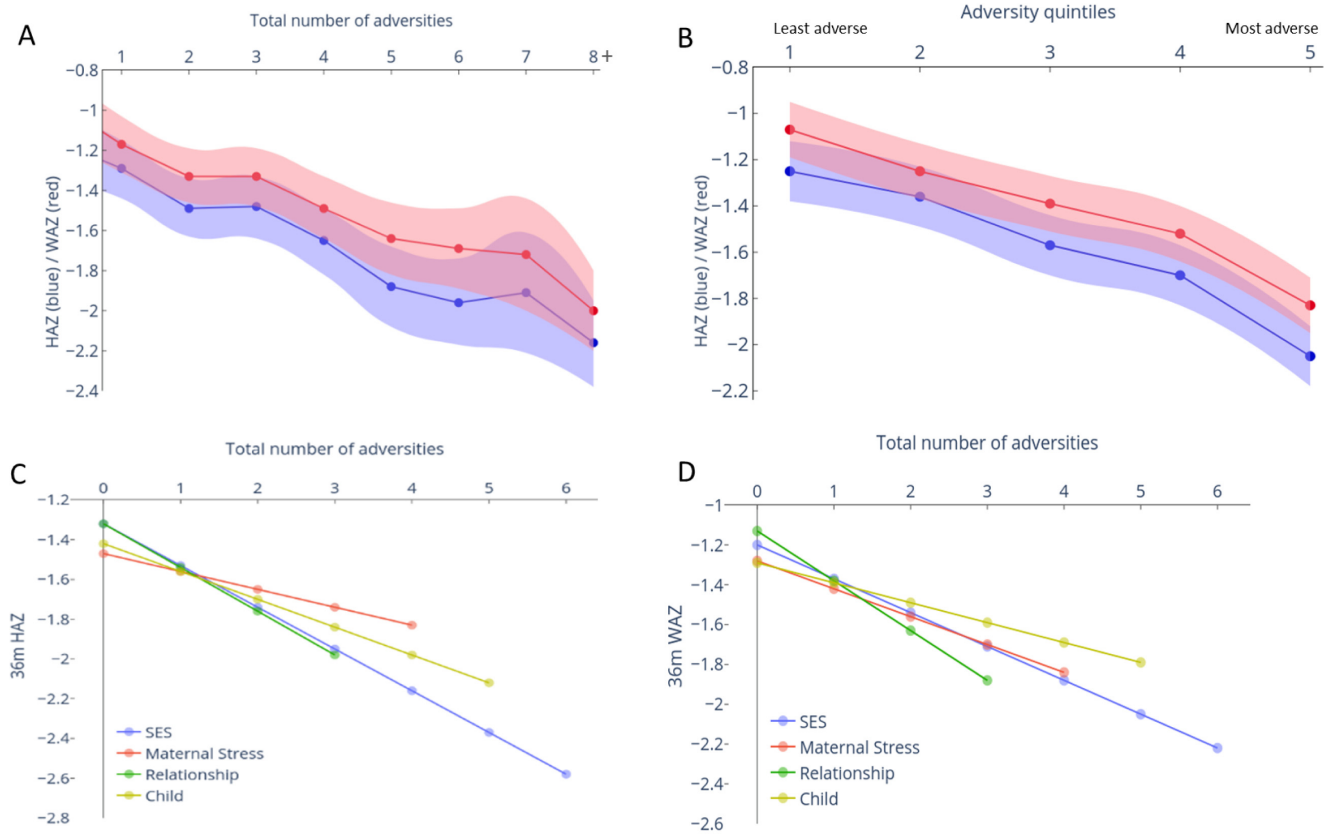 A
Total number of adversities
1 2 3 4 5 6 7 8+
−0.8
−1
−1.2
−1.4
−1.6
−1.8
−2
−2.2
−2.4
HAZ (blue) / WAZ (red)
B
Adversity quintiles
Least adverse Most adverse
1 2 3 4 5
−0.8
−1
−1.2
−1.4
−1.6
−1.8
−2
−2.2
HAZ (blue) / WAZ (red)
C
Total number of adversities
0 1 2 3 4 5 6
−1.2
−1.4
−1.6
−1.8
−2
−2.2
−2.4
−2.6
−2.8
36m HAZ
SES
Maternal Stress
Relationship
Child
D
Total number of adversities
0 1 2 3 4 5 6
−1
−1.2
−1.4
−1.6
−1.8
−2
−2.2
−2.4
−2.6
36m WAZ
SES
Maternal Stress
Relationship
Child